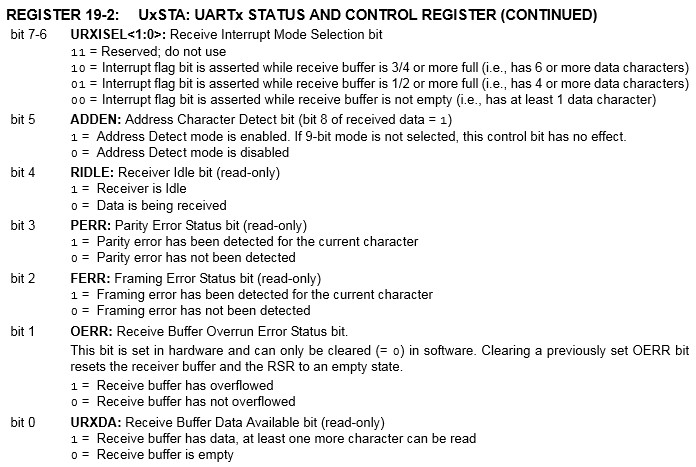 REGISTER 19-2: UxSTA: UARTx STATUS AND CONTROL REGISTER (CONTINUED)
bit 7-6 URXISEL<1:0>: Receive Interrupt Mode Selection bit
11 = Reserved; do not use
10 = Interrupt flag bit is asserted while receive buffer is 3/4 or more full (i.e., has 6 or more data characters)
01 = Interrupt flag bit is asserted while receive buffer is 1/2 or more full (i.e., has 4 or more data characters)
00 = Interrupt flag bit is asserted while receive buffer is not empty (i.e., has at least 1 data character)
bit 5 ADDEN: Address Character Detect bit (bit 8 of received data = 1)
1 = Address Detect mode is enabled. If 9-bit mode is not selected, this control bit has no effect.
0 = Address Detect mode is disabled
bit 4 RIDLE: Receiver Idle bit (read-only)
1 = Receiver is Idle
0 = Data is being received
bit 3 PERR: Parity Error Status bit (read-only)
1 = Parity error has been detected for the current character
0 = Parity error has not been detected
bit 2 FERR: Framing Error Status bit (read-only)
1 = Framing error has been detected for the current character
0 = Framing error has not been detected
bit 1 OERR: Receive Buffer Overrun Error Status bit.
This bit is set in hardware and can only be cleared (= 0) in software. Clearing a previously set OERR bit
resets the receiver buffer and the RSR to an empty state.
1 = Receive buffer has overflowed
0 = Receive buffer has not overflowed
bit 0 URXDA: Receive Buffer Data Available bit (read-only)
1 = Receive buffer has data, at least one more character can be read
0 = Receive buffer is empty